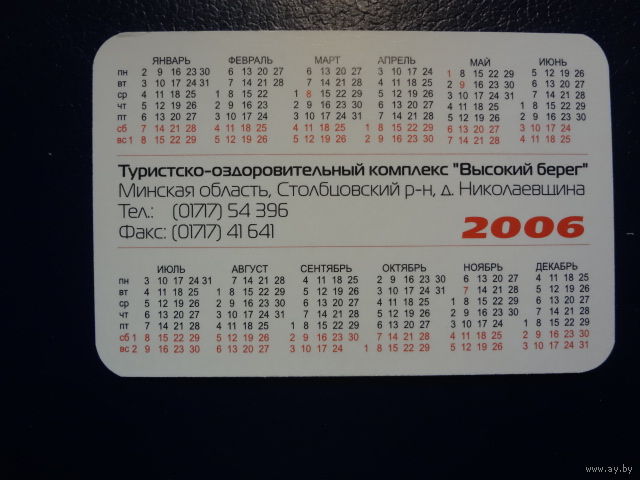 ЯНВАРЬ ФЕВРАЛЬ МАРТ АПРЕЛЬ МАЙ ИЮНЬ
пн 2 9 16 23 30 6 13 20 27 6 13 20 27 3 10 17 24 1 8 15 22 29 5 12 19 26
вт 3 10 17 24 31 7 14 21 28 7 14 21 28 4 11 18 25 2 9 16 23 30 6 13 20 27
ср 4 11 18 25 1 8 15 22 1 8 15 22 29 5 12 19 26 3 10 17 24 31 7 14 21 28
чт 5 12 19 26 2 9 16 23 2 9 16 23 30 6 13 20 27 4 11 18 25 1 8 15 22 29
пт 6 13 20 27 3 10 17 24 3 10 17 24 31 7 14 21 28 5 12 19 26 2 9 16 23 30
сб 7 14 21 28 4 11 18 25 4 11 18 25 1 8 15 22 29 6 13 20 27 3 10 17 24
вс 1 8 15 22 29 5 12 19 26 5 12 19 26 2 9 16 23 30 7 14 21 28 4 11 18 25
Туристско-оздоровительный комплекс "Высокий берег"
Минская область, Столбцовский р-н, д. Николаевщина
Тел.: (01717) 54 396
Факс: (01717) 41 641
2006
ИЮЛЬ АВГУСТ СЕНТЯБРЬ ОКТЯБРЬ НОЯБРЬ ДЕКАБРЬ
пн 3 10 17 24 31 7 14 21 28 4 11 18 25 2 9 16 23 30 6 13 20 27 4 11 18 25
вт 4 11 18 25 1 8 15 22 29 5 12 19 26 3 10 17 24 31 7 14 21 28 5 12 19 26
ср 5 12 19 26 2 9 16 23 30 6 13 20 27 4 11 18 25 1 8 15 22 29 6 13 20 27
чт 6 13 20 27 3 10 17 24 31 7 14 21 28 5 12 19 26 2 9 16 23 30 7 14 21 28
пт 7 14 21 28 4 11 18 25 1 8 15 22 29 6 13 20 27 3 10 17 24 1 8 15 22 29
сб 1 8 15 22 29 5 12 19 26 2 9 16 23 30 7 14 21 28 4 11 18 25 2 9 16 23 30
вс 2 9 16 23 30 6 13 20 27 3 10 17 24 1 8 15 22 29 5 12 19 26 3 10 17 24 31
www.ay.by